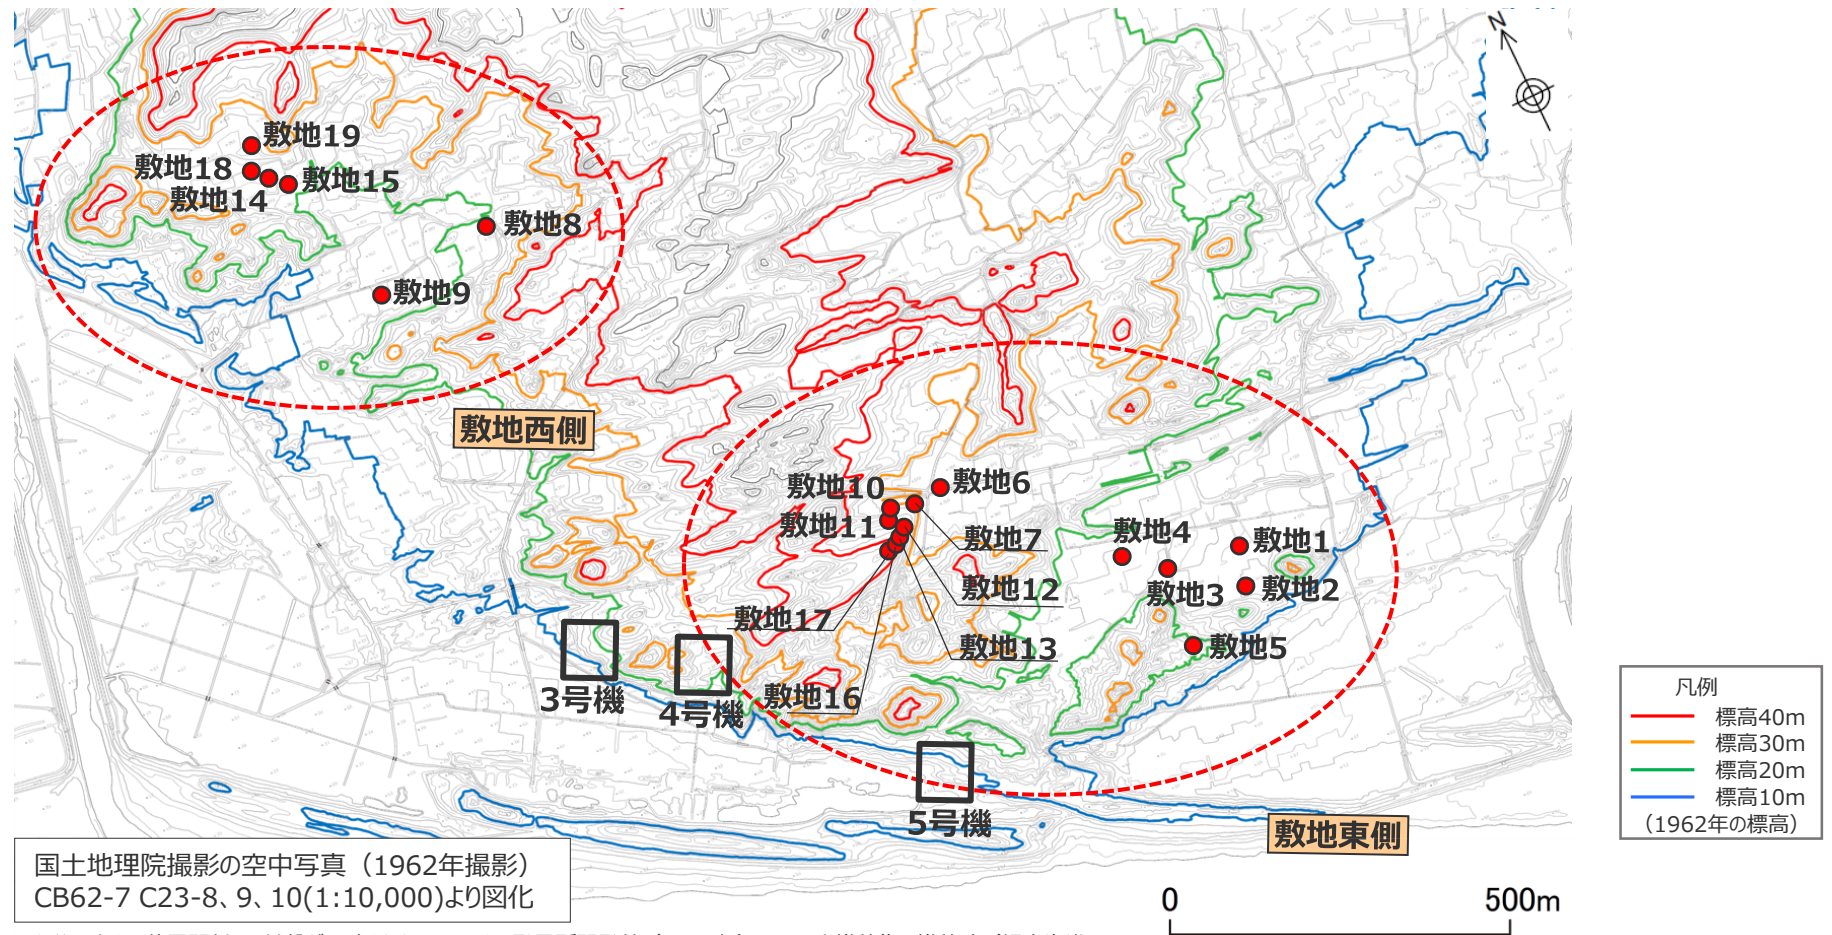 N
敷地19
敷地18
敷地15
敷地14
敷地8
敷地9
敷地西側
敷地10
敷地6
敷地11
敷地7
敷地4
敷地1
敷地12
敷地3
敷地2
敷地17
敷地13
敷地5
敷地16
3号機
4号機
5号機
敷地東側
凡例
標高40m
標高30m
標高20m
標高10m
（1962年の標高）
国土地理院撮影の空中写真（1962年撮影）
CB62-7 C23-8、9、10(1:10,000)より図化
0 500m